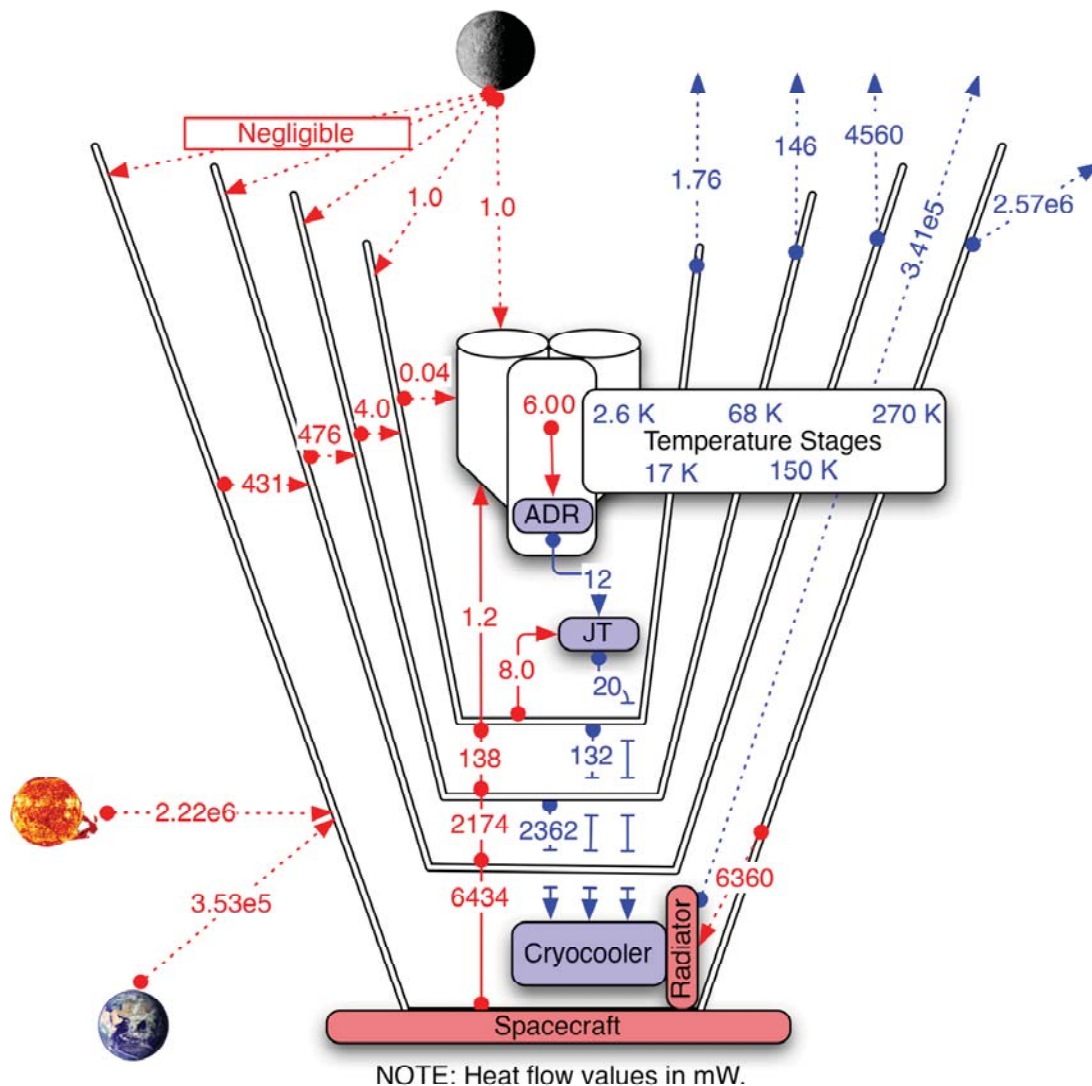 Negligible
1.0
1.0
1.76
146
4560
3.41e5
2.57e6
0.04
4.0
476
431
6.00
2.6 K 68 K 270 K
Temperature Stages
17 K 150 K
ADR
12
1.2
JT
8.0
20
138
132
2.22e6
2174
2362
3.53e5
6434
6360
Cryocooler
Radiator
Spacecraft
NOTE: Heat flow values in mW.